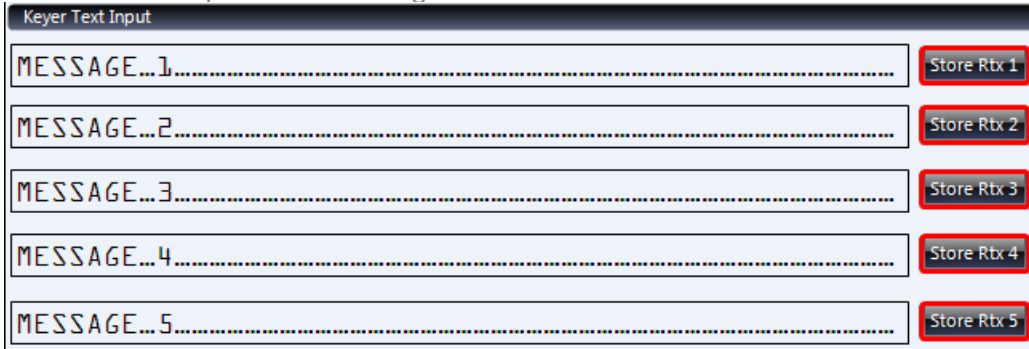 Keyer Text Input
MESSAGE…1………………………………………………………………………… Store Rtx 1
MESSAGE…2………………………………………………………………………… Store Rtx 2
MESSAGE…3………………………………………………………………………… Store Rtx 3
MESSAGE…4………………………………………………………………………… Store Rtx 4
MESSAGE…5………………………………………………………………………… Store Rtx 5